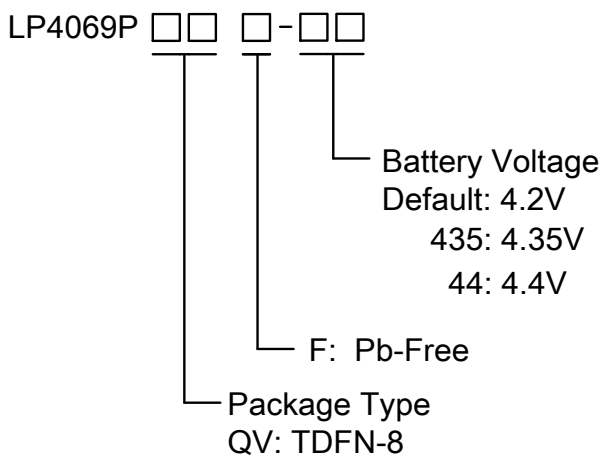 LP4069P □□ □-□□
Battery Voltage
Default: 4.2V
435: 4.35V
44: 4.4V
F: Pb-Free
Package Type
QV: TDFN-8